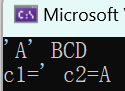 Microsoft
'A' BCD
c1=' c2=A